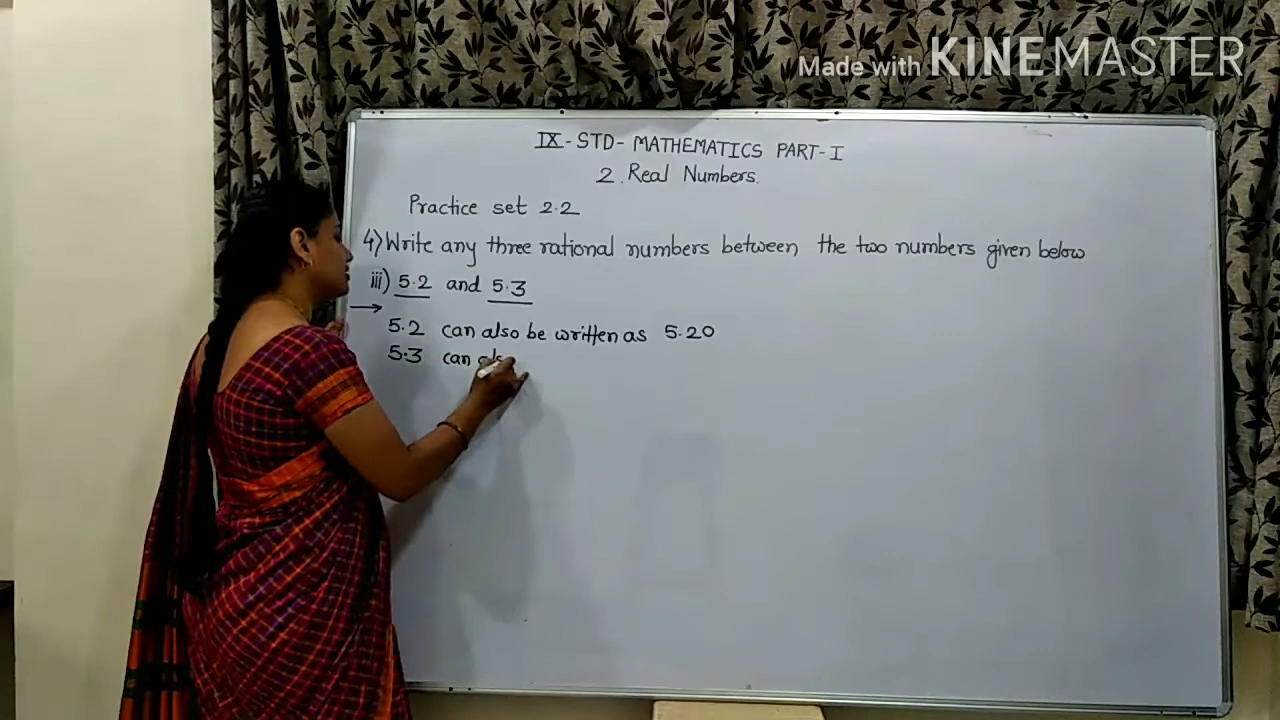 Made with KINEMASTER
IX-STD-MATHEMATICS PART-I
2. Real Numbers.
Practice set 2.2
4) Write any three rational numbers between the two numbers given below
iii) 5.2 and 5.3
→
5.2 can also be written as 5.20
5.3 can als